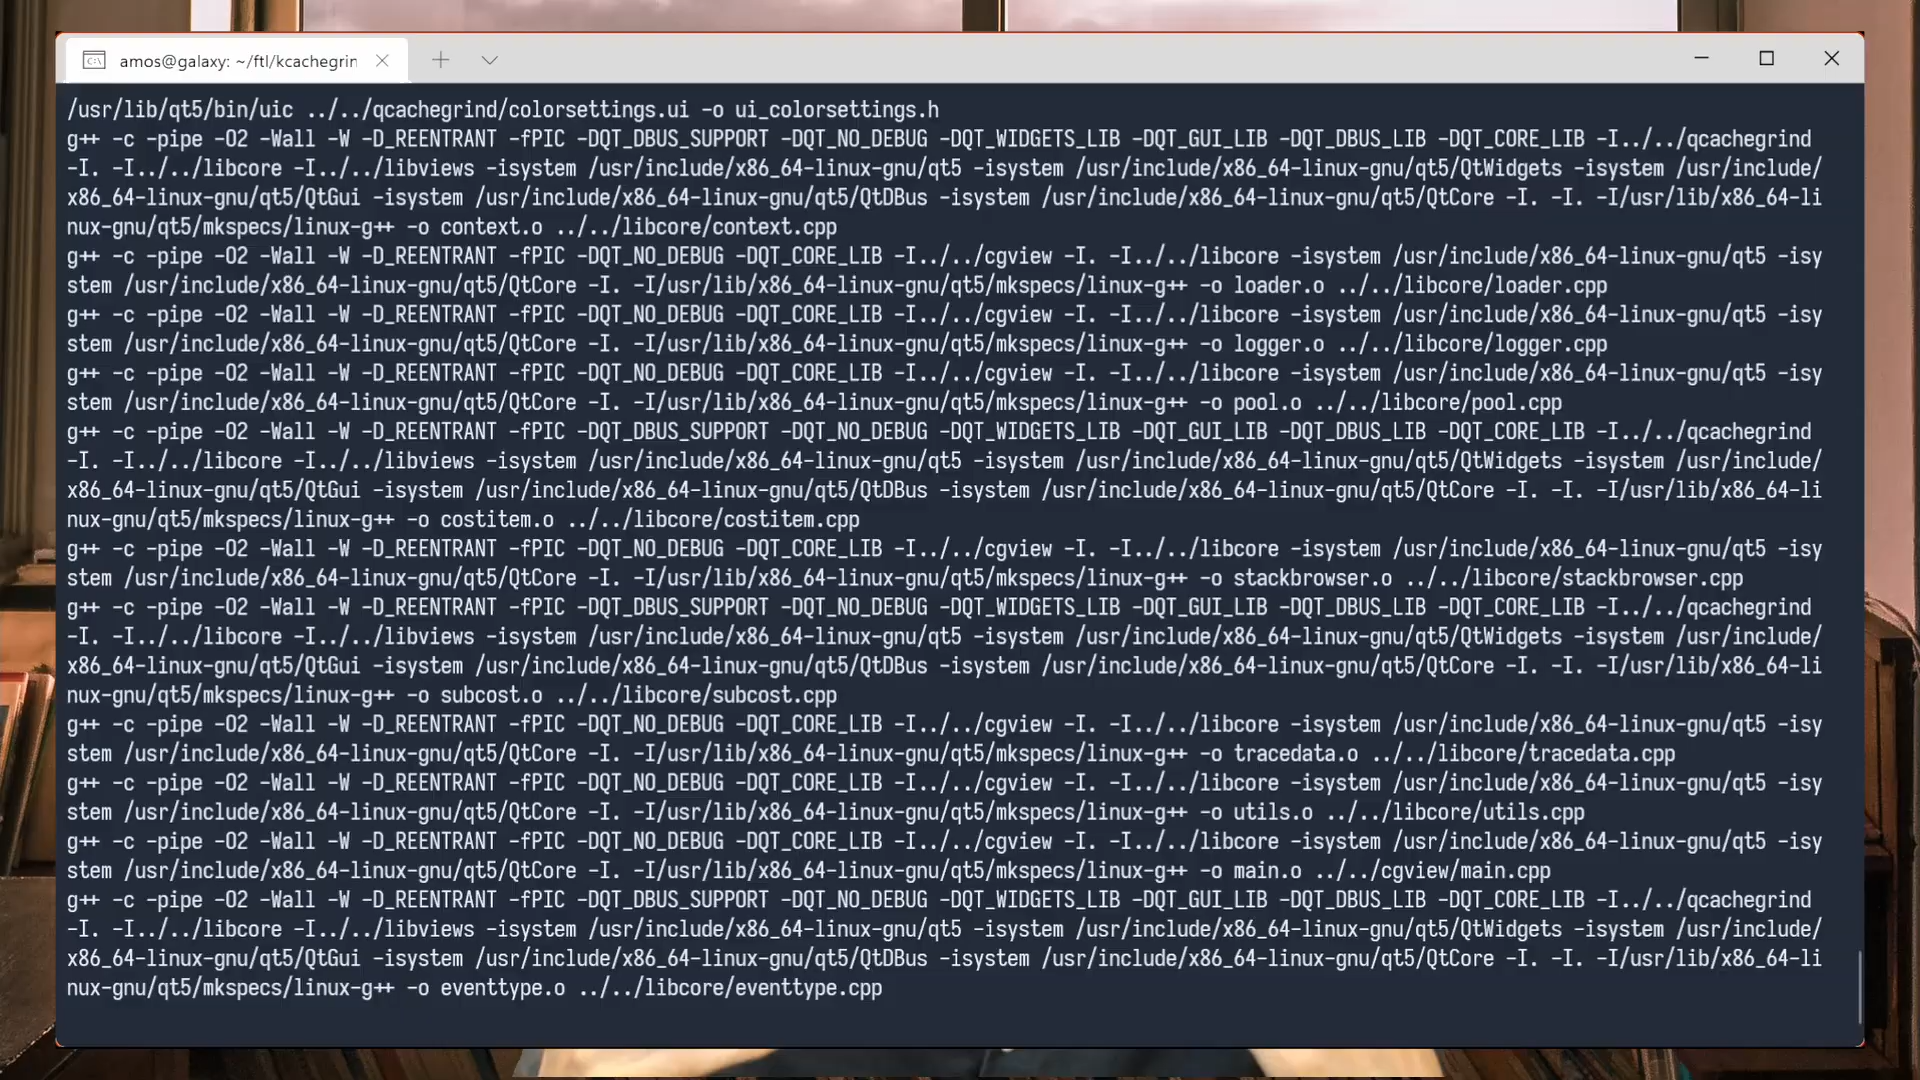 amos@galaxy: ~/ftl/kcachegrin
/usr/lib/qt5/bin/uic ../../qcachegrind/colorsettings.ui -o ui_colorsettings.h
g++ -c -pipe -O2 -Wall -W -D_REENTRANT -fPIC -DQT_DBUS_SUPPORT -DQT_NO_DEBUG -DQT_WIDGETS_LIB -DQT_GUI_LIB -DQT_DBUS_LIB -DQT_CORE_LIB -I../../qcachegrind
-I. -I../../libcore -I../../libviews -isystem /usr/include/x86_64-linux-gnu/qt5 -isystem /usr/include/x86_64-linux-gnu/qt5/QtWidgets -isystem /usr/include/
x86_64-linux-gnu/qt5/QtGui -isystem /usr/include/x86_64-linux-gnu/qt5/QtDBus -isystem /usr/include/x86_64-linux-gnu/qt5/QtCore -I. -I. -I/usr/lib/x86_64-li
nux-gnu/qt5/mkspecs/linux-g++ -o context.o ../../libcore/context.cpp
g++ -c -pipe -O2 -Wall -W -D_REENTRANT -fPIC -DQT_NO_DEBUG -DQT_CORE_LIB -I../../cgview -I. -I../../libcore -isystem /usr/include/x86_64-linux-gnu/qt5 -isy
stem /usr/include/x86_64-linux-gnu/qt5/QtCore -I. -I/usr/lib/x86_64-linux-gnu/qt5/mkspecs/linux-g++ -o loader.o ../../libcore/loader.cpp
g++ -c -pipe -O2 -Wall -W -D_REENTRANT -fPIC -DQT_NO_DEBUG -DQT_CORE_LIB -I../../cgview -I. -I../../libcore -isystem /usr/include/x86_64-linux-gnu/qt5 -isy
stem /usr/include/x86_64-linux-gnu/qt5/QtCore -I. -I/usr/lib/x86_64-linux-gnu/qt5/mkspecs/linux-g++ -o logger.o ../../libcore/logger.cpp
g++ -c -pipe -O2 -Wall -W -D_REENTRANT -fPIC -DQT_NO_DEBUG -DQT_CORE_LIB -I../../cgview -I. -I../../libcore -isystem /usr/include/x86_64-linux-gnu/qt5 -isy
stem /usr/include/x86_64-linux-gnu/qt5/QtCore -I. -I/usr/lib/x86_64-linux-gnu/qt5/mkspecs/linux-g++ -o pool.o ../../libcore/pool.cpp
g++ -c -pipe -O2 -Wall -W -D_REENTRANT -fPIC -DQT_DBUS_SUPPORT -DQT_NO_DEBUG -DQT_WIDGETS_LIB -DQT_GUI_LIB -DQT_DBUS_LIB -DQT_CORE_LIB -I../../qcachegrind
-I. -I../../libcore -I../../libviews -isystem /usr/include/x86_64-linux-gnu/qt5 -isystem /usr/include/x86_64-linux-gnu/qt5/QtWidgets -isystem /usr/include/
x86_64-linux-gnu/qt5/QtGui -isystem /usr/include/x86_64-linux-gnu/qt5/QtDBus -isystem /usr/include/x86_64-linux-gnu/qt5/QtCore -I. -I. -I/usr/lib/x86_64-li
nux-gnu/qt5/mkspecs/linux-g++ -o costitem.o ../../libcore/costitem.cpp
g++ -c -pipe -O2 -Wall -W -D_REENTRANT -fPIC -DQT_NO_DEBUG -DQT_CORE_LIB -I../../cgview -I. -I../../libcore -isystem /usr/include/x86_64-linux-gnu/qt5 -isy
stem /usr/include/x86_64-linux-gnu/qt5/QtCore -I. -I/usr/lib/x86_64-linux-gnu/qt5/mkspecs/linux-g++ -o stackbrowser.o ../../libcore/stackbrowser.cpp
g++ -c -pipe -O2 -Wall -W -D_REENTRANT -fPIC -DQT_DBUS_SUPPORT -DQT_NO_DEBUG -DQT_WIDGETS_LIB -DQT_GUI_LIB -DQT_DBUS_LIB -DQT_CORE_LIB -I../../qcachegrind
-I. -I../../libcore -I../../libviews -isystem /usr/include/x86_64-linux-gnu/qt5 -isystem /usr/include/x86_64-linux-gnu/qt5/QtWidgets -isystem /usr/include/
x86_64-linux-gnu/qt5/QtGui -isystem /usr/include/x86_64-linux-gnu/qt5/QtDBus -isystem /usr/include/x86_64-linux-gnu/qt5/QtCore -I. -I. -I/usr/lib/x86_64-li
nux-gnu/qt5/mkspecs/linux-g++ -o subcost.o ../../libcore/subcost.cpp
g++ -c -pipe -O2 -Wall -W -D_REENTRANT -fPIC -DQT_NO_DEBUG -DQT_CORE_LIB -I../../cgview -I. -I../../libcore -isystem /usr/include/x86_64-linux-gnu/qt5 -isy
stem /usr/include/x86_64-linux-gnu/qt5/QtCore -I. -I/usr/lib/x86_64-linux-gnu/qt5/mkspecs/linux-g++ -o tracedata.o ../../libcore/tracedata.cpp
g++ -c -pipe -O2 -Wall -W -D_REENTRANT -fPIC -DQT_NO_DEBUG -DQT_CORE_LIB -I../../cgview -I. -I../../libcore -isystem /usr/include/x86_64-linux-gnu/qt5 -isy
stem /usr/include/x86_64-linux-gnu/qt5/QtCore -I. -I/usr/lib/x86_64-linux-gnu/qt5/mkspecs/linux-g++ -o utils.o ../../libcore/utils.cpp
g++ -c -pipe -O2 -Wall -W -D_REENTRANT -fPIC -DQT_NO_DEBUG -DQT_CORE_LIB -I../../cgview -I. -I../../libcore -isystem /usr/include/x86_64-linux-gnu/qt5 -isy
stem /usr/include/x86_64-linux-gnu/qt5/QtCore -I. -I/usr/lib/x86_64-linux-gnu/qt5/mkspecs/linux-g++ -o main.o ../../cgview/main.cpp
g++ -c -pipe -O2 -Wall -W -D_REENTRANT -fPIC -DQT_DBUS_SUPPORT -DQT_NO_DEBUG -DQT_WIDGETS_LIB -DQT_GUI_LIB -DQT_DBUS_LIB -DQT_CORE_LIB -I../../qcachegrind
-I. -I../../libcore -I../../libviews -isystem /usr/include/x86_64-linux-gnu/qt5 -isystem /usr/include/x86_64-linux-gnu/qt5/QtWidgets -isystem /usr/include/
x86_64-linux-gnu/qt5/QtGui -isystem /usr/include/x86_64-linux-gnu/qt5/QtDBus -isystem /usr/include/x86_64-linux-gnu/qt5/QtCore -I. -I. -I/usr/lib/x86_64-li
nux-gnu/qt5/mkspecs/linux-g++ -o eventtype.o ../../libcore/eventtype.cpp